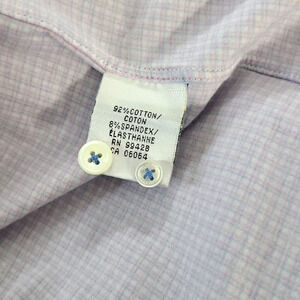 92%COTTON/
COTON
8%SPANDEX/
ELASTHANNE
RN 99428
CA 06064